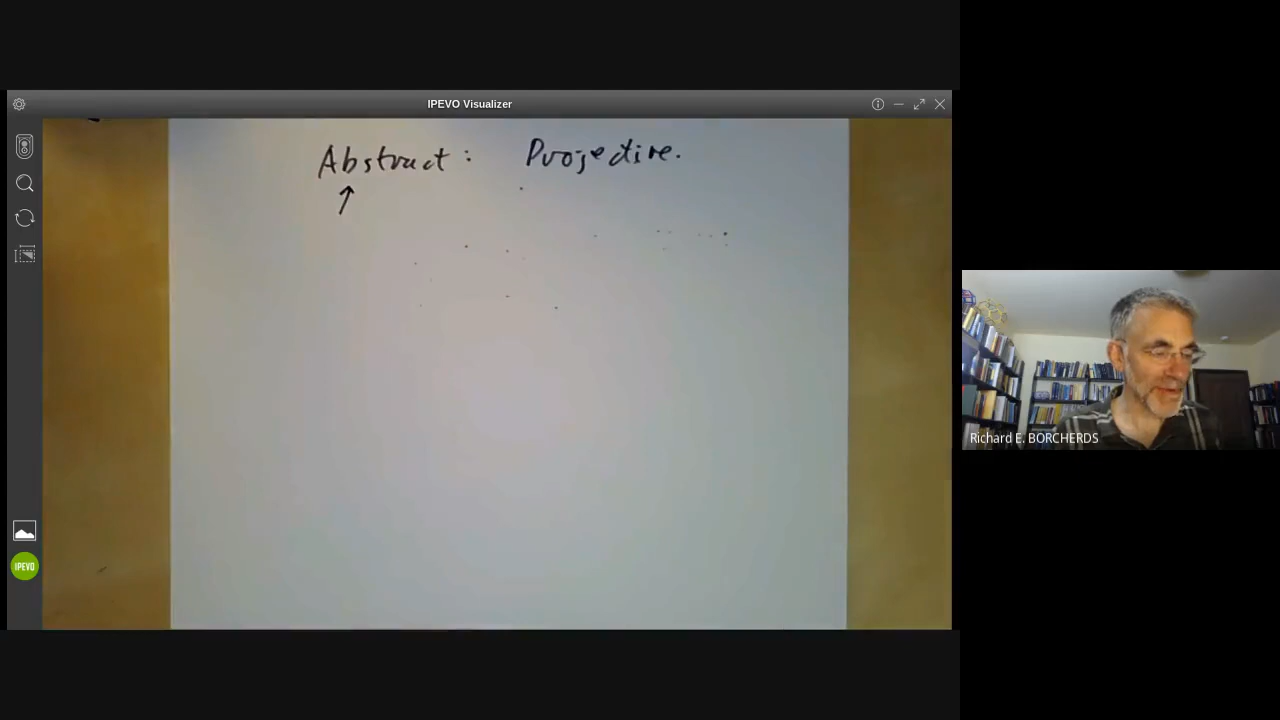 IPEVO Visualizer
Abstract: Projective.
↑
IPEVO
Richard E. BORCHERDS